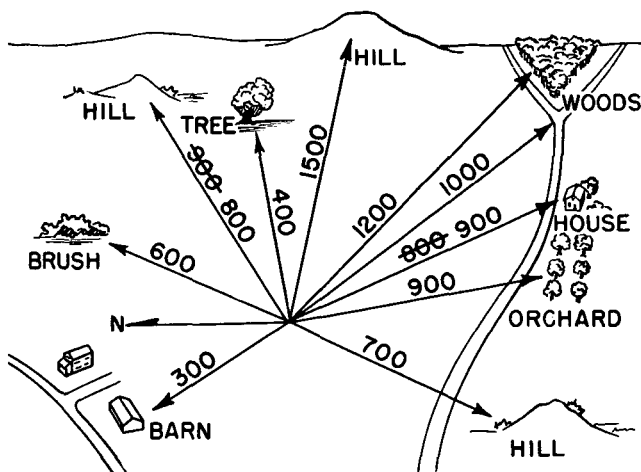 HILL
WOODS
HILL
TREE
1500
1200
1000
900 800
400
HOUSE
800 900
BRUSH
600
900
ORCHARD
N
300
700
BARN
HILL